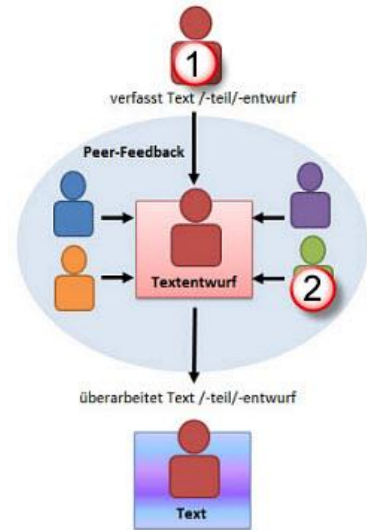 1
verfasst Text /-teil/-entwurf
Peer-Feedback
Textentwurf
2
überarbeitet Text /-teil/-entwurf
Text